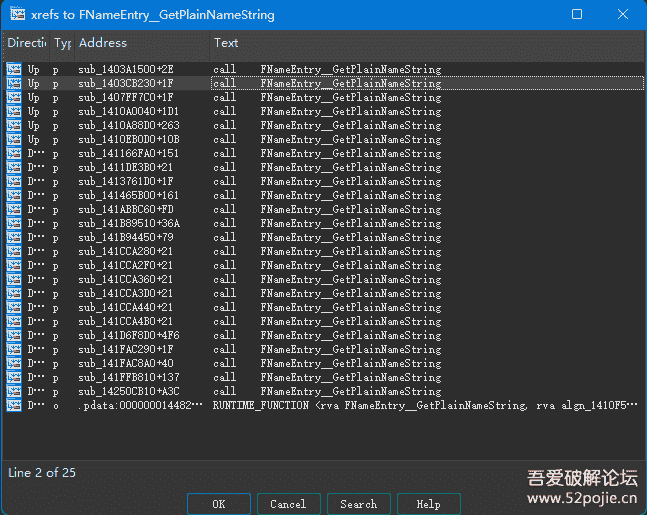 xrefs to FNameEntry__GetPlainNameString
Directi Typ Address Text
Up p sub_1403A1500+2E call FNameEntry__GetPlainNameString
Up p sub_1403CB230+1F call FNameEntry__GetPlainNameString
Up p sub_1407FF7C0+1F call FNameEntry__GetPlainNameString
Up p sub_1410A0040+1D1 call FNameEntry__GetPlainNameString
Up p sub_1410A88D0+263 call FNameEntry__GetPlainNameString
Up p sub_1410EB0D0+10B call FNameEntry__GetPlainNameString
D… p sub_141166FA0+151 call FNameEntry__GetPlainNameString
D… p sub_1411DE3B0+21 call FNameEntry__GetPlainNameString
D… p sub_1413761D0+1F call FNameEntry__GetPlainNameString
D… p sub_141465B00+161 call FNameEntry__GetPlainNameString
D… p sub_141ABBC60+FD call FNameEntry__GetPlainNameString
D… p sub_141B89510+36A call FNameEntry__GetPlainNameString
D… p sub_141B94450+79 call FNameEntry__GetPlainNameString
D… p sub_141CCA280+21 call FNameEntry__GetPlainNameString
D… p sub_141CCA2F0+21 call FNameEntry__GetPlainNameString
D… p sub_141CCA360+21 call FNameEntry__GetPlainNameString
D… p sub_141CCA3D0+21 call FNameEntry__GetPlainNameString
D… p sub_141CCA440+21 call FNameEntry__GetPlainNameString
D… p sub_141CCA4B0+21 call FNameEntry__GetPlainNameString
D… p sub_141D6F8D0+4F6 call FNameEntry__GetPlainNameString
D… p sub_141FAC290+1F call FNameEntry__GetPlainNameString
D… p sub_141FAC8A0+40 call FNameEntry__GetPlainNameString
D… p sub_141FFB810+137 call FNameEntry__GetPlainNameString
D… p sub_14250CB10+A3C call FNameEntry__GetPlainNameString
D… o .pdata:000000014482… RUNTIME_FUNCTION <rva FNameEntry__GetPlainNameString, rva algn_1410F5…
Line 2 of 25
吾爱破解论坛
www.52pojie.cn
OK Cancel Search Help